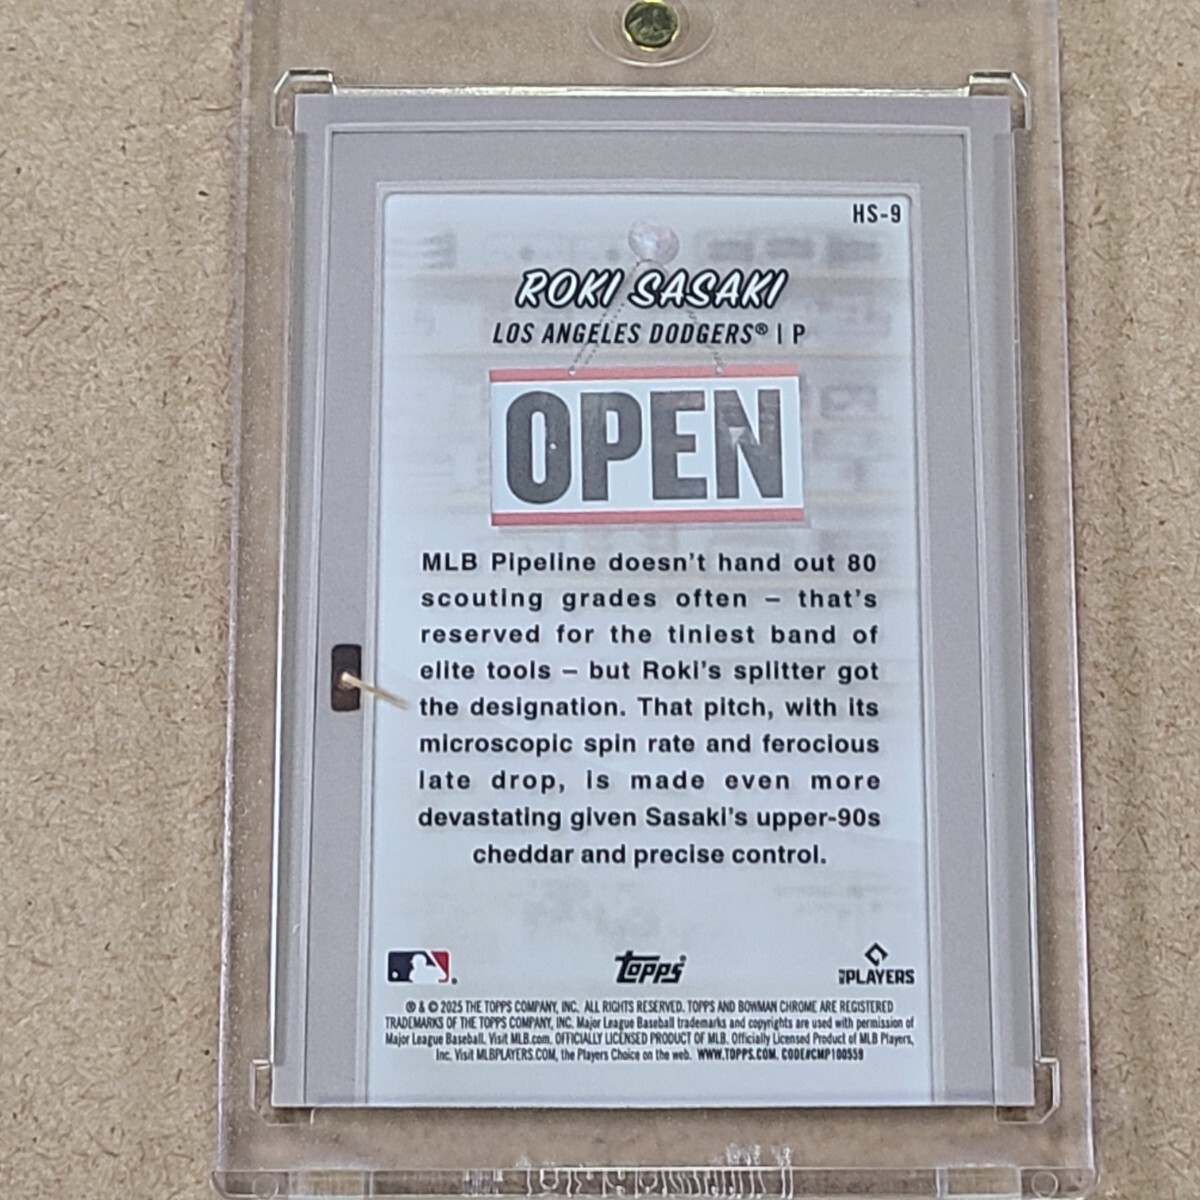 HS-9
ROKI SASAKI
LOS ANGELES DODGERS® | P
OPEN
MLB Pipeline doesn't hand out 80
scouting grades often – that's
reserved for the tiniest band of
elite tools – but Roki's splitter got
the designation. That pitch, with its
microscopic spin rate and ferocious
late drop, is made even more
devastating given Sasaki's upper-90s
cheddar and precise control.
Topps®
MLBPLAYERS
® & © 2025 THE TOPPS COMPANY, INC. ALL RIGHTS RESERVED. TOPPS AND BOWMAN CHROME ARE REGISTERED
TRADEMARKS OF THE TOPPS COMPANY, INC. Major League Baseball trademarks and copyrights are used with permission of
Major League Baseball. Visit MLB.com. OFFICIALLY LICENSED PRODUCT OF MLB. Officially Licensed Product of MLB Players,
Inc. Visit MLBPLAYERS.COM, the Players Choice on the web. WWW.TOPPS.COM. CODE#CMP100559